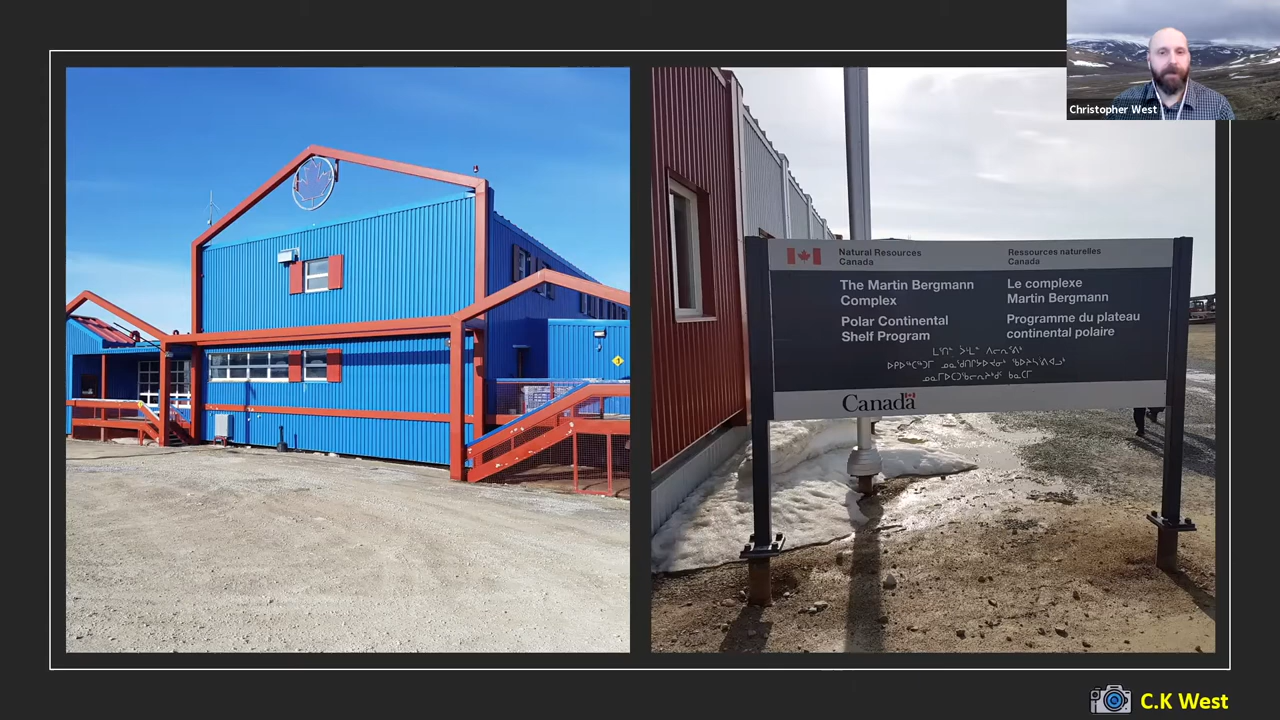 Christopher West
Natural Resources
Canada
Ressources naturelles
Canada
The Martin Bergmann
Complex
Le complexe
Martin Bergmann
Polar Continental
Shelf Program
Programme du plateau
continental polaire
Canada
1
C.K West